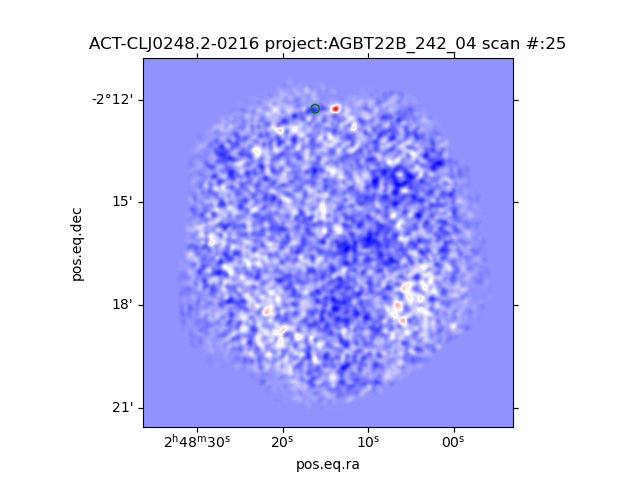 ACT-CLJ0248.2-0216 project:AGBT22B_242_04 scan #:25
-2°12'
15'
18'
21'
pos.eq.dec
2h48m30s 20s 10s 00s
pos.eq.ra